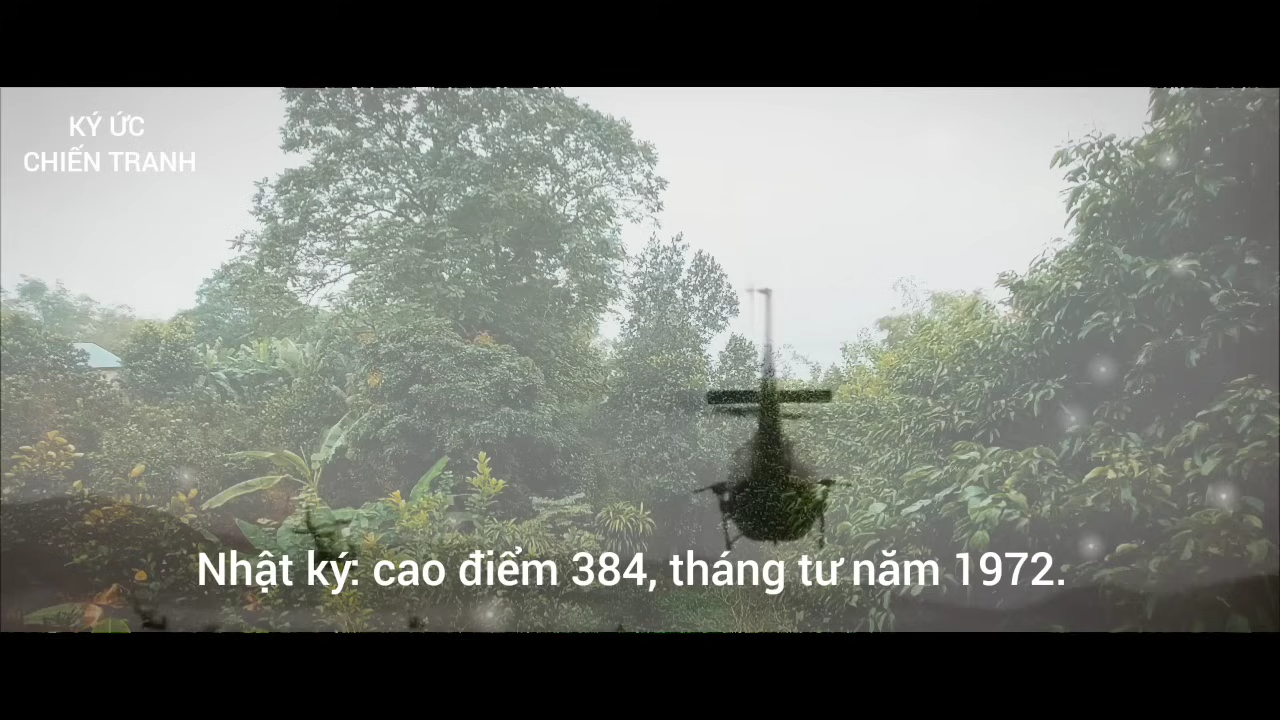 KÝ ỨC
CHIẾN TRANH
Nhật ký: cao điểm 384, tháng tư năm 1972.